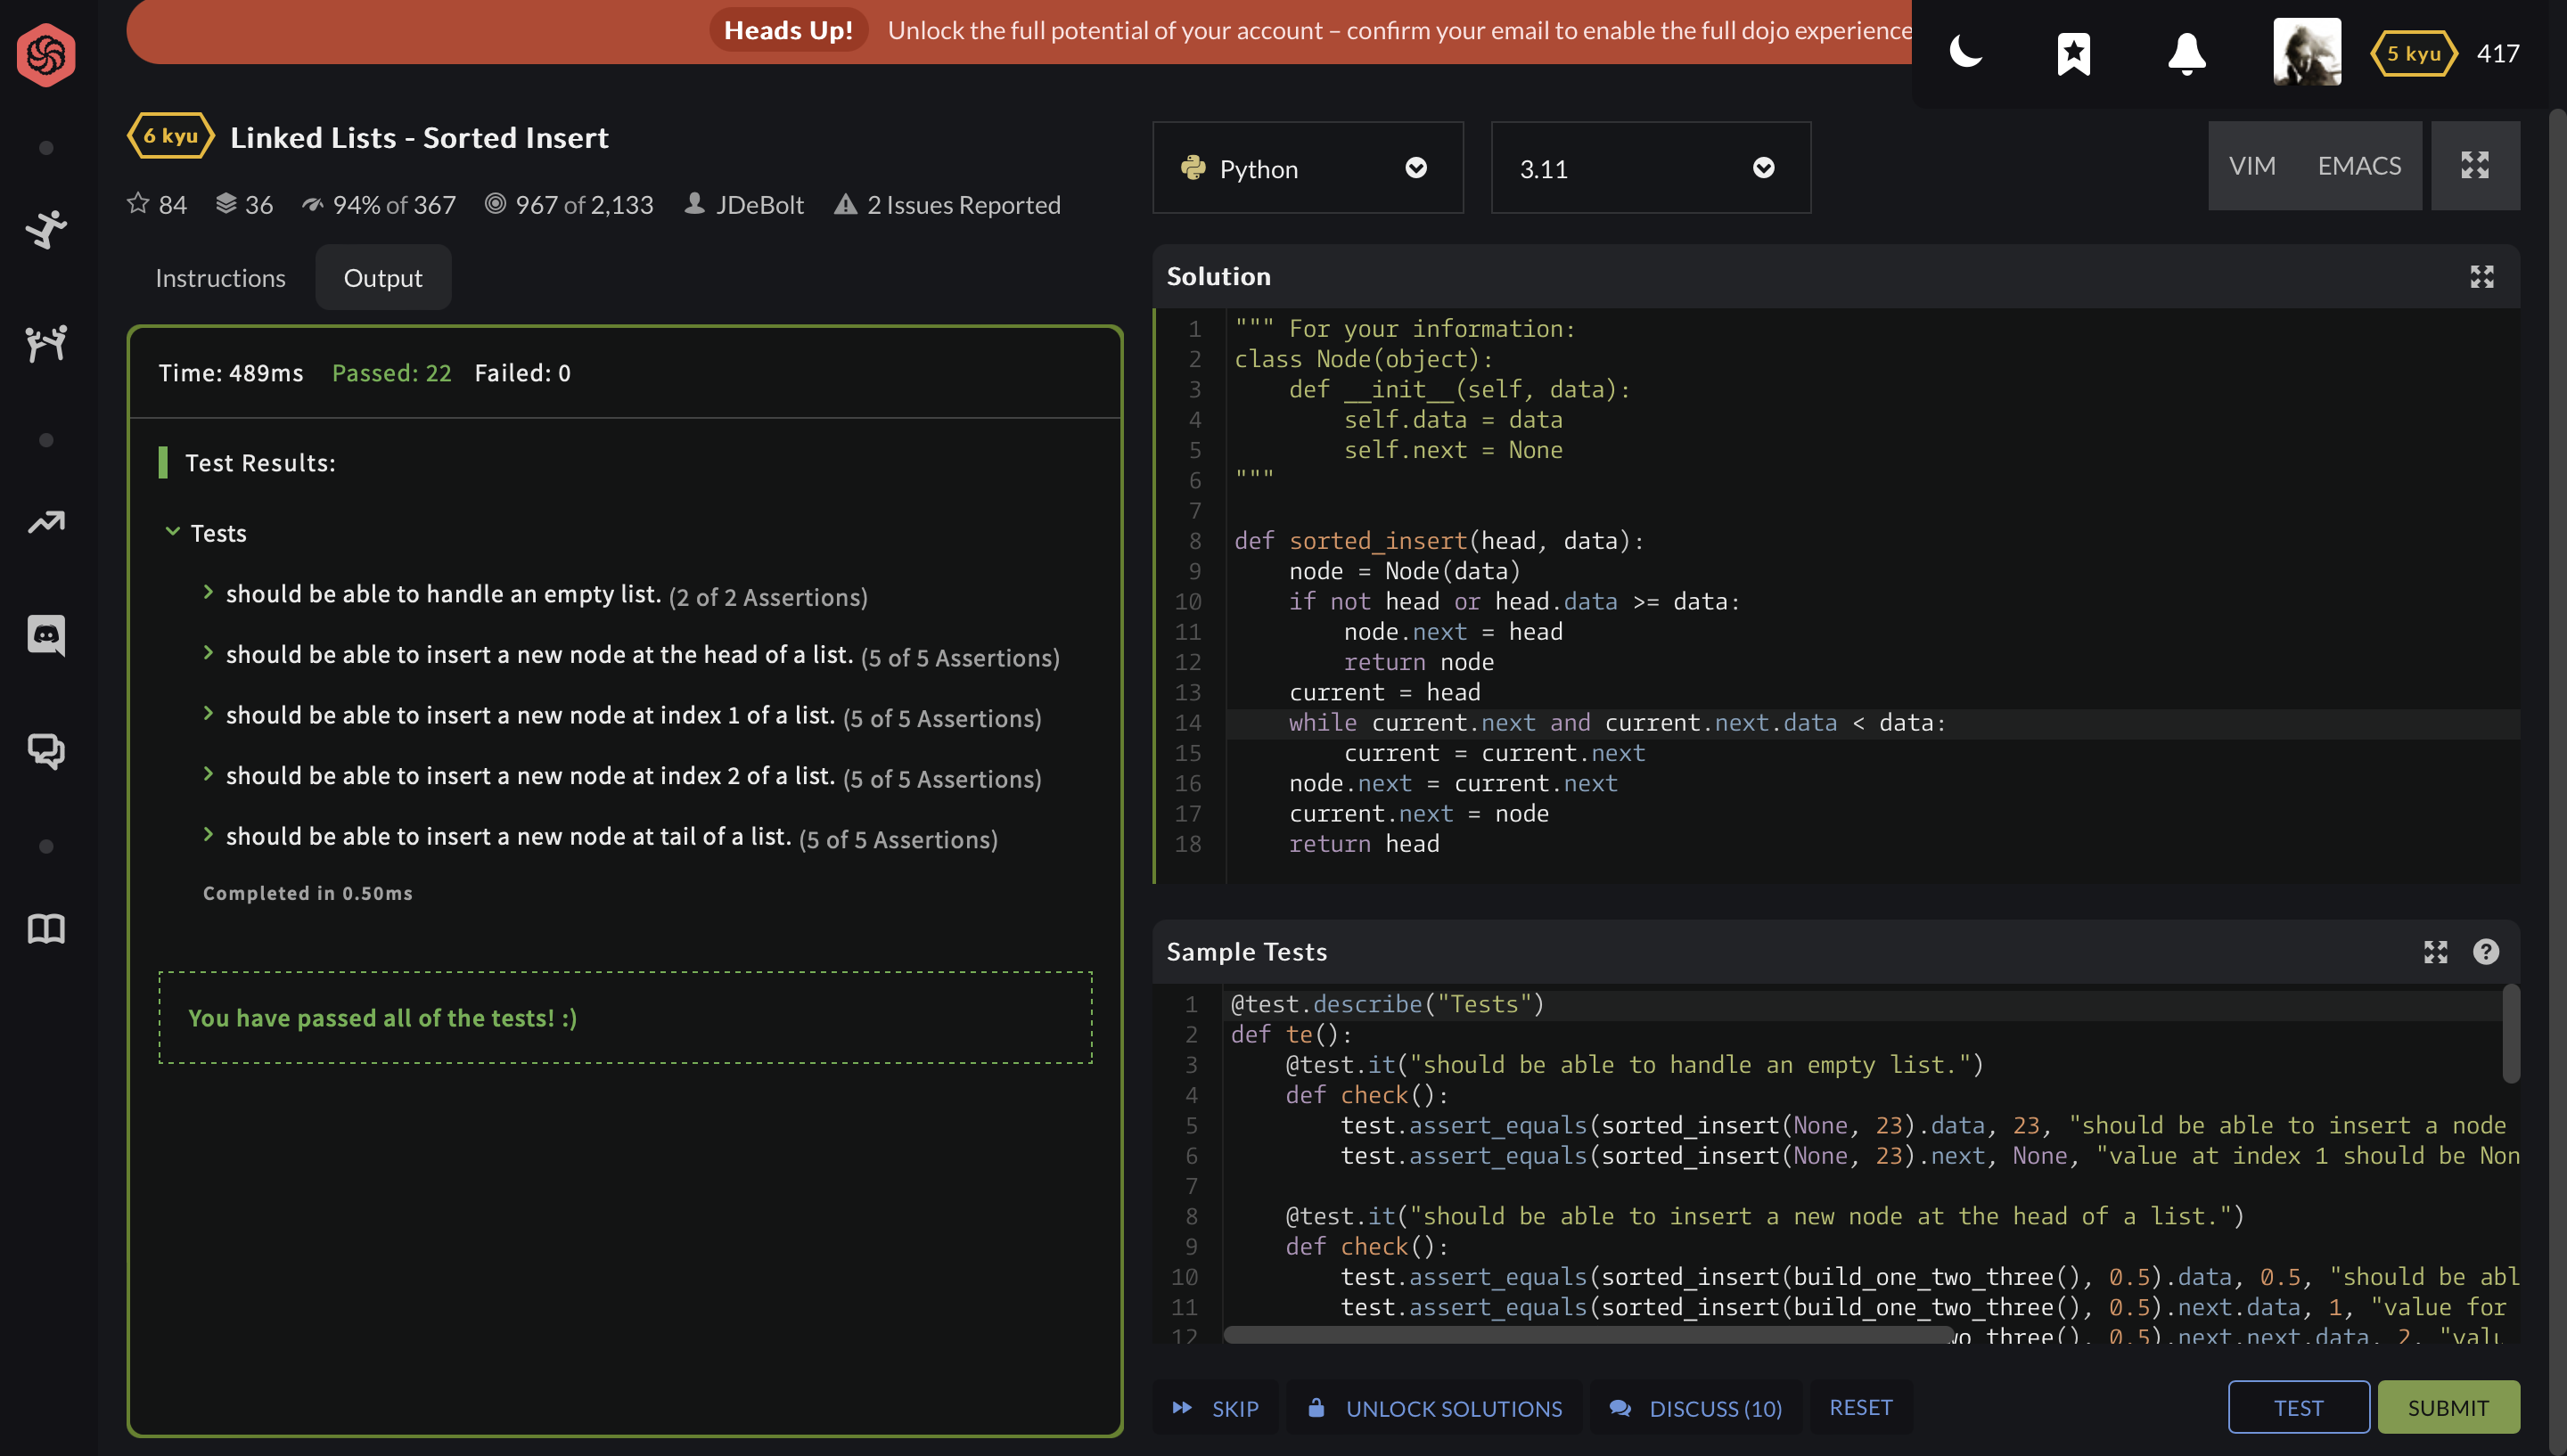 Heads Up! Unlock the full potential of your account – confirm your email to enable the full dojo experience
5 kyu 417
6 kyu Linked Lists - Sorted Insert
84 36 94% of 367 967 of 2,133 JDeBolt 2 Issues Reported
Instructions Output
Time: 489ms Passed: 22 Failed: 0
Test Results:
Tests
should be able to handle an empty list. (2 of 2 Assertions)
should be able to insert a new node at the head of a list. (5 of 5 Assertions)
should be able to insert a new node at index 1 of a list. (5 of 5 Assertions)
should be able to insert a new node at index 2 of a list. (5 of 5 Assertions)
should be able to insert a new node at tail of a list. (5 of 5 Assertions)
Completed in 0.50ms
You have passed all of the tests! :)
Python 3.11 VIM EMACS
Solution
1 """ For your information:
2 class Node(object):
3     def __init__(self, data):
4         self.data = data
5         self.next = None
6 """
7
8 def sorted_insert(head, data):
9     node = Node(data)
10     if not head or head.data >= data:
11         node.next = head
12         return node
13     current = head
14     while current.next and current.next.data < data:
15         current = current.next
16     node.next = current.next
17     current.next = node
18     return head
Sample Tests
1 @test.describe("Tests")
2 def te():
3     @test.it("should be able to handle an empty list.")
4     def check():
5         test.assert_equals(sorted_insert(None, 23).data, 23, "should be able to insert a node
6         test.assert_equals(sorted_insert(None, 23).next, None, "value at index 1 should be Non
7
8     @test.it("should be able to insert a new node at the head of a list.")
9     def check():
10         test.assert_equals(sorted_insert(build_one_two_three(), 0.5).data, 0.5, "should be abl
11         test.assert_equals(sorted_insert(build_one_two_three(), 0.5).next.data, 1, "value for
12 wo_three(), 0.5).next.next.data, 2, "valu
SKIP UNLOCK SOLUTIONS DISCUSS (10) RESET TEST SUBMIT